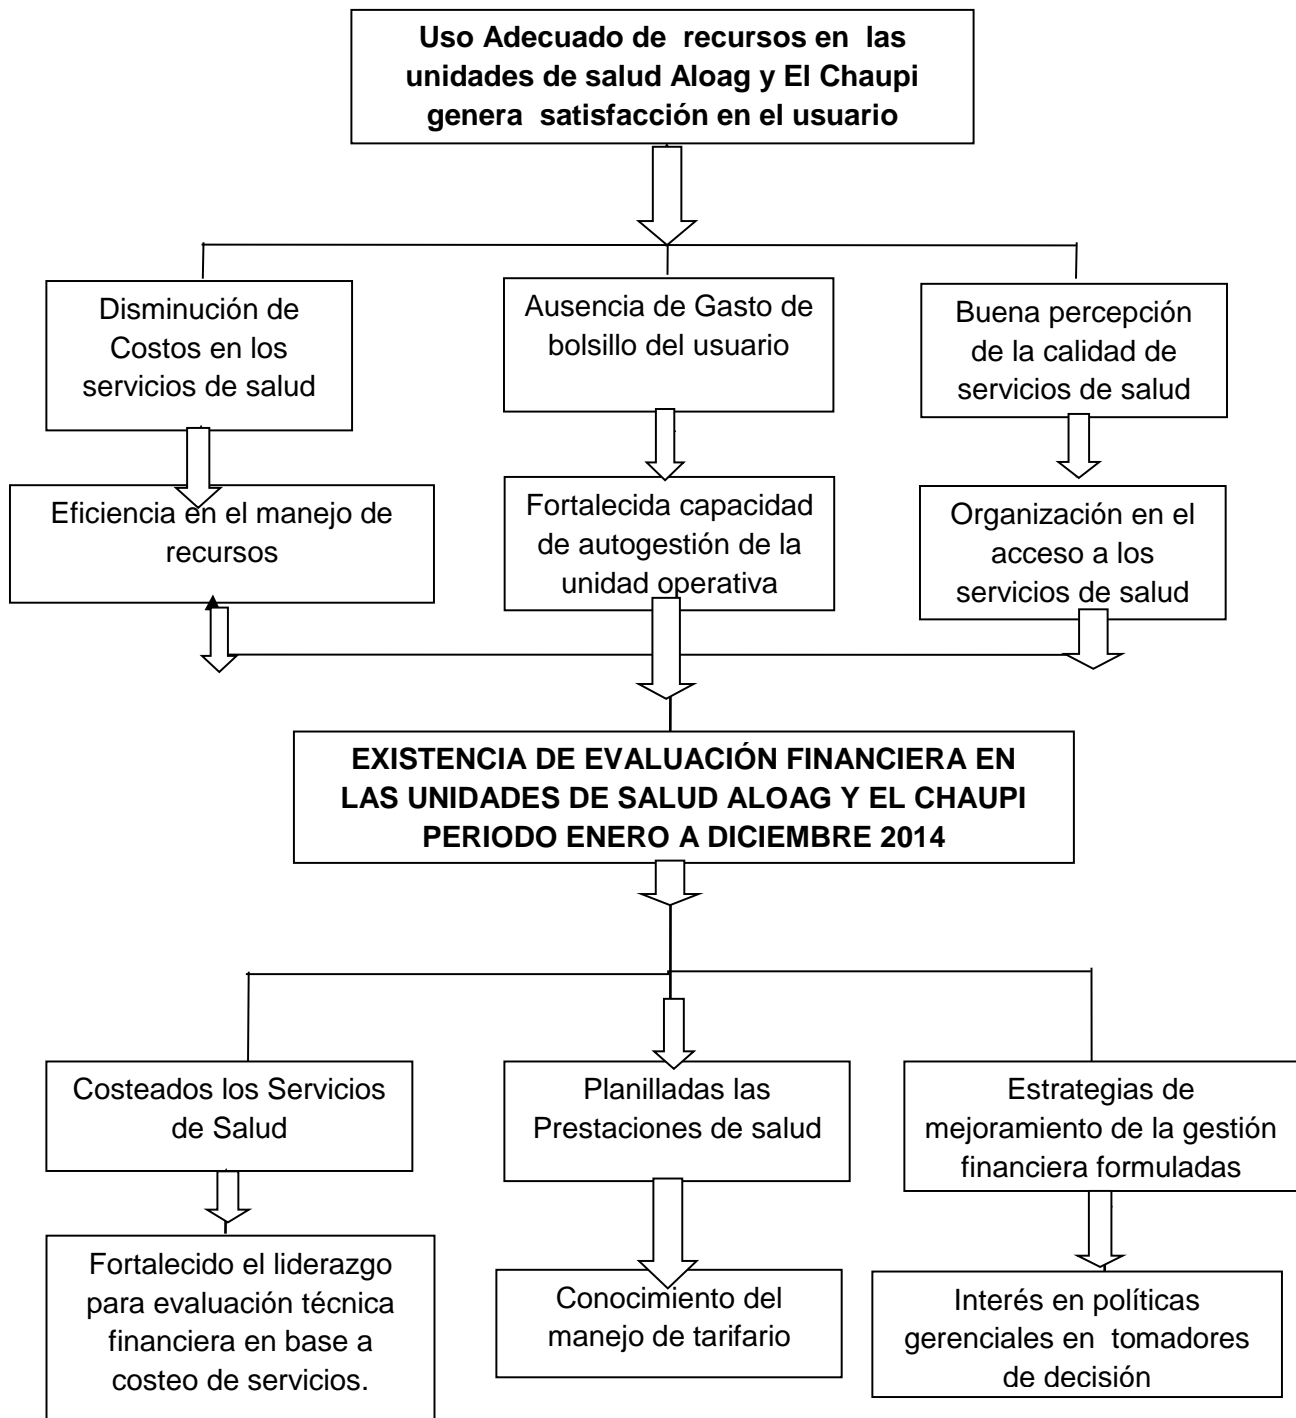 Uso Adecuado de recursos en las
unidades de salud Aloag y El Chaupi
genera satisfacción en el usuario
Disminución de
Costos en los
servicios de salud
Ausencia de Gasto de
bolsillo del usuario
Buena percepción
de la calidad de
servicios de salud
Eficiencia en el manejo de
recursos
Fortalecida capacidad
de autogestión de la
unidad operativa
Organización en el
acceso a los
servicios de salud
EXISTENCIA DE EVALUACIÓN FINANCIERA EN
LAS UNIDADES DE SALUD ALOAG Y EL CHAUPI
PERIODO ENERO A DICIEMBRE 2014
Costeados los Servicios
de Salud
Planilladas las
Prestaciones de salud
Estrategias de
mejoramiento de la gestión
financiera formuladas
Fortalecido el liderazgo
para evaluación técnica
financiera en base a
costeo de servicios.
Conocimiento del
manejo de tarifario
Interés en políticas
gerenciales en tomadores
de decisión